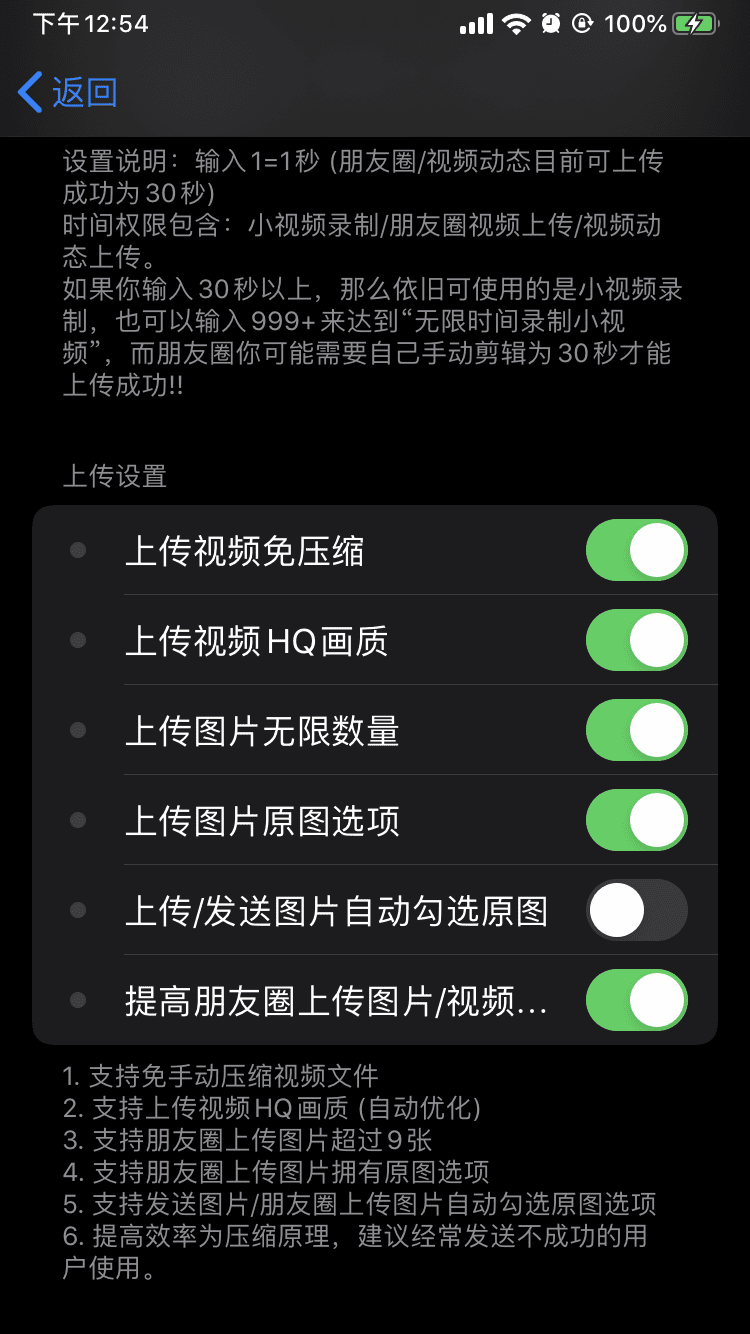 下午12:54
100%
返回
设置说明：输入1=1秒 (朋友圈/视频动态目前可上传
成功为30秒)
时间权限包含：小视频录制/朋友圈视频上传/视频动
态上传。
如果你输入30秒以上，那么依旧可使用的是小视频录
制，也可以输入999+来达到“无限时间录制小视
频”，而朋友圈你可能需要自己手动剪辑为30秒才能
上传成功!!
上传设置
上传视频免压缩
上传视频HQ画质
上传图片无限数量
上传图片原图选项
上传/发送图片自动勾选原图
提高朋友圈上传图片/视频...
1. 支持免手动压缩视频文件
2. 支持上传视频HQ画质 (自动优化)
3. 支持朋友圈上传图片超过9张
4. 支持朋友圈上传图片拥有原图选项
5. 支持发送图片/朋友圈上传图片自动勾选原图选项
6. 提高效率为压缩原理，建议经常发送不成功的用
户使用。